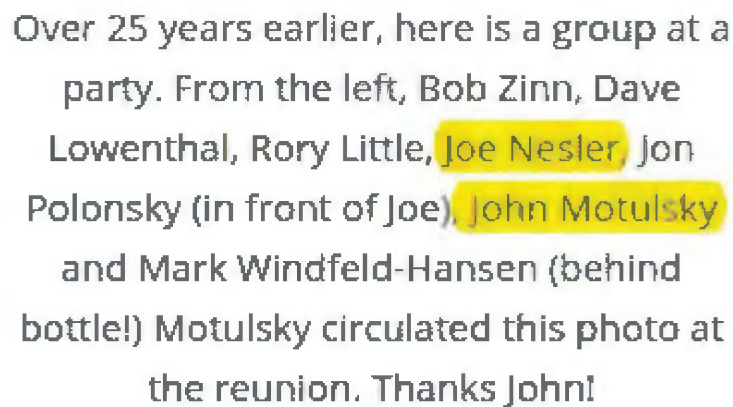 Over 25 years earlier, here is a group at a
party. From the left, Bob Zinn, Dave
Lowenthal, Rory Little, Joe Nesler, Jon
Polonsky (in front of Joe), John Motulsky
and Mark Windfeld-Hansen (behind
bottle!) Motulsky circulated this photo at
the reunion. Thanks John!